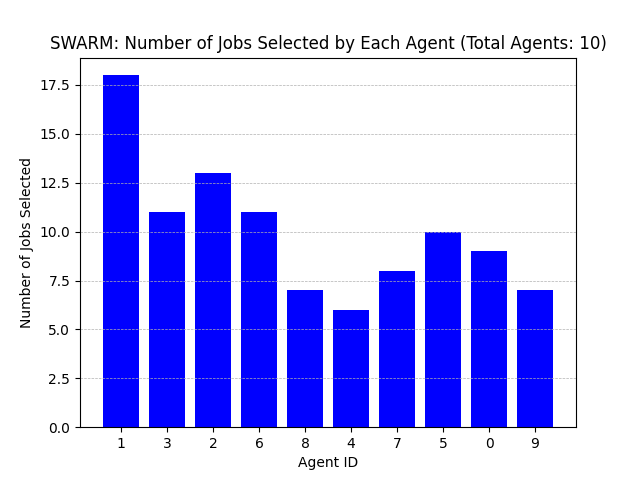 SWARM: Number of Jobs Selected by Each Agent (Total Agents: 10)
Number of Jobs Selected
17.5
15.0
12.5
10.0
7.5
5.0
2.5
0.0
1 3 2 6 8 4 7 5 0 9
Agent ID